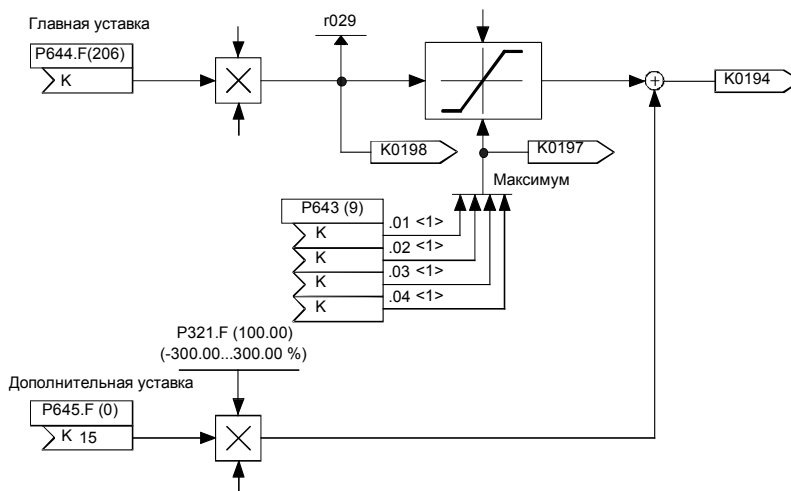 Главная уставка
r029
P644.F(206)
K
K0194
K0198
K0197
Максимум
P643 (9)
K .01 <1>
K .02 <1>
K .03 <1>
K .04 <1>
P321.F (100.00)
(-300.00...300.00 %)
Дополнительная уставка
P645.F (0)
K 15